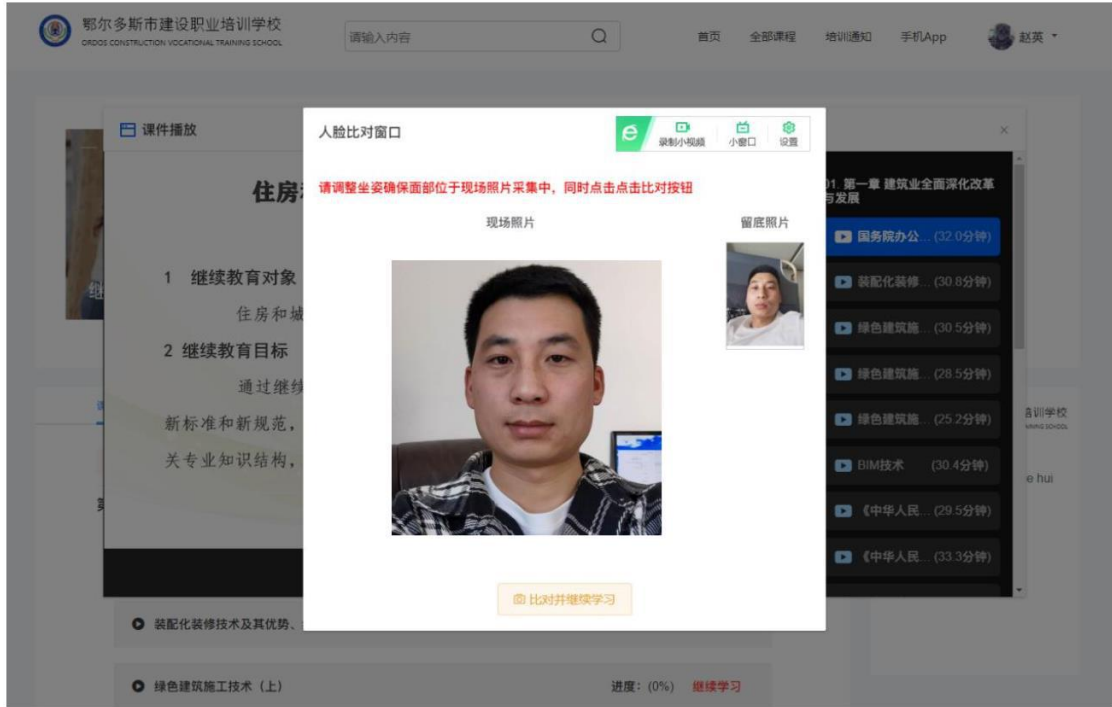 鄂尔多斯市建设职业培训学校
ORDOS CONSTRUCTION VOCATIONAL TRAINING SCHOOL
请输入内容
首页 全部课程 培训通知 手机App 赵英
课件播放
人脸比对窗口
录制小视频 小窗口 设置
请调整坐姿确保面部位于现场照片采集中，同时点击点击比对按钮
现场照片
留底照片
住房
1 继续教育对象
住房和城
2 继续教育目标
通过继续
新标准和新规范，
关专业知识结构，
01. 第一章 建筑业全面深化改革
与发展
国务院办公... (32.0分钟)
装配化装修... (30.8分钟)
绿色建筑施... (30.5分钟)
绿色建筑施... (28.5分钟)
绿色建筑施... (25.2分钟)
BIM技术 (30.4分钟)
《中华人民... (29.5分钟)
《中华人民... (33.3分钟)
培训学校
e hui
比对并继续学习
装配化装修技术及其优势、
绿色建筑施工技术（上） 进度：(0%) 继续学习